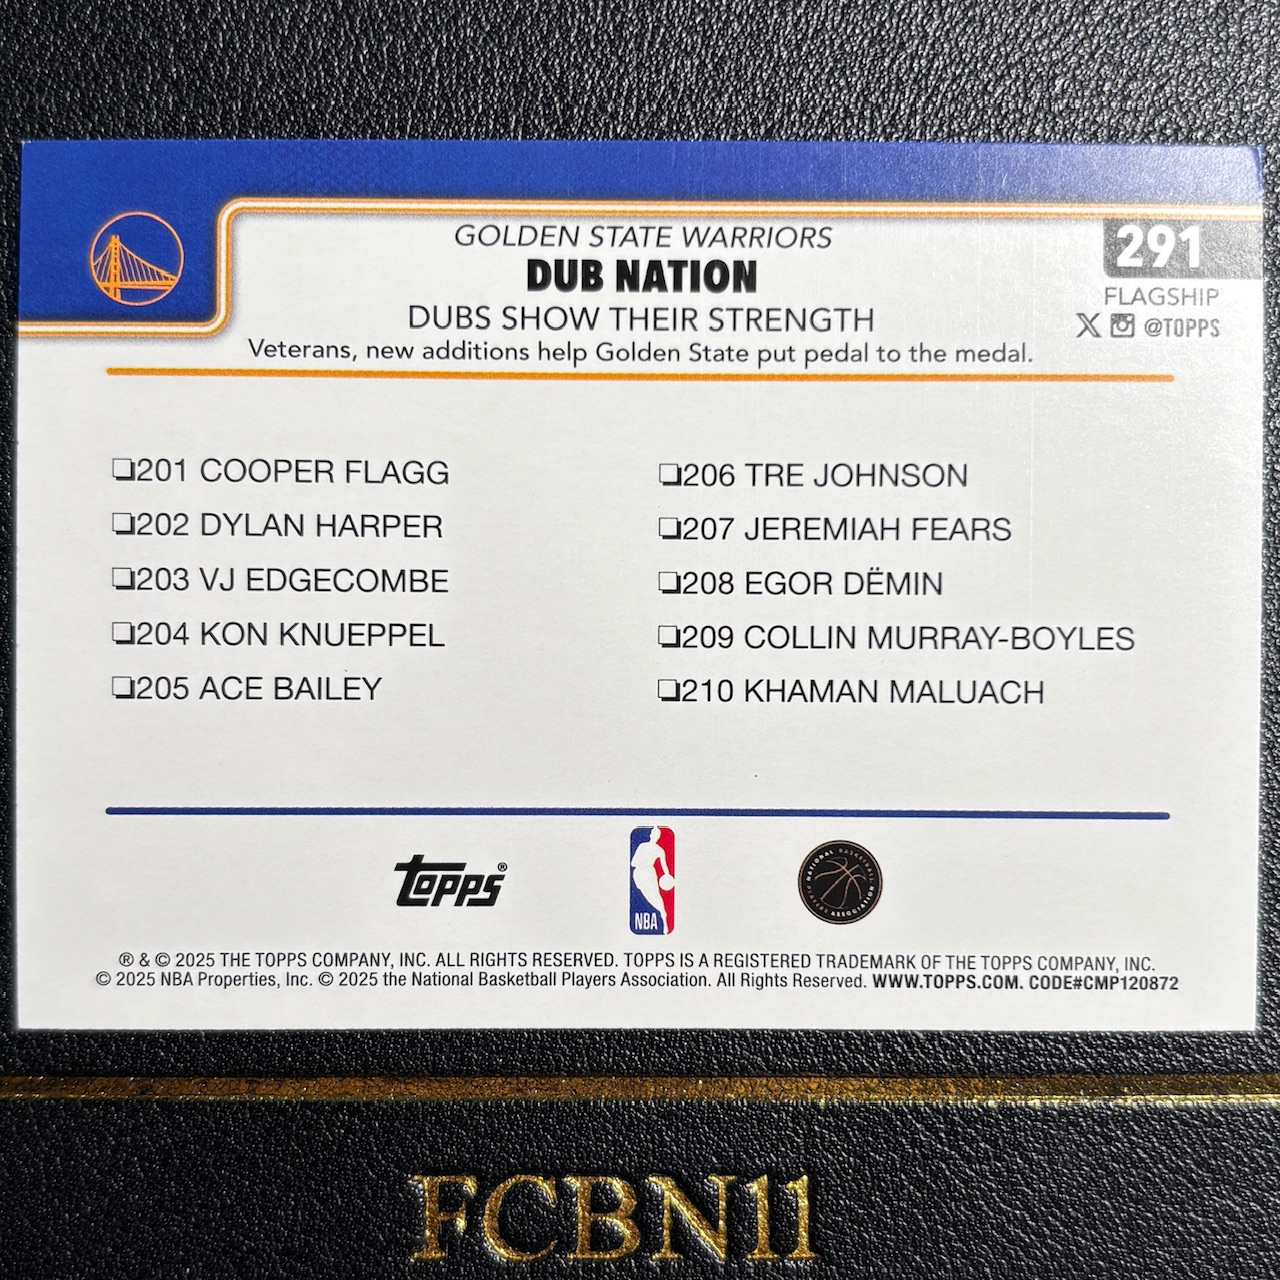 GOLDEN STATE WARRIORS
DUB NATION
DUBS SHOW THEIR STRENGTH
Veterans, new additions help Golden State put pedal to the medal.
291
FLAGSHIP
@TOPPS
❏201 COOPER FLAGG
❏202 DYLAN HARPER
❏203 VJ EDGECOMBE
❏204 KON KNUEPPEL
❏205 ACE BAILEY
❏206 TRE JOHNSON
❏207 JEREMIAH FEARS
❏208 EGOR DËMIN
❏209 COLLIN MURRAY-BOYLES
❏210 KHAMAN MALUACH
Topps®
NBA
NATIONAL BASKETBALL PLAYERS ASSOCIATION
® & © 2025 THE TOPPS COMPANY, INC. ALL RIGHTS RESERVED. TOPPS IS A REGISTERED TRADEMARK OF THE TOPPS COMPANY, INC.
© 2025 NBA Properties, Inc. © 2025 the National Basketball Players Association. All Rights Reserved. WWW.TOPPS.COM. CODE#CMP120872
FCBN11